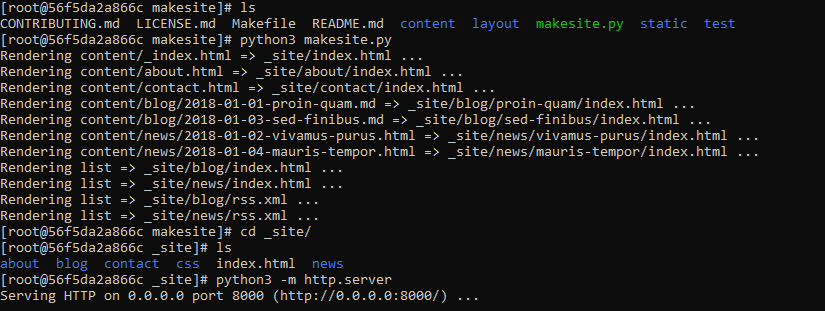 [root@56f5da2a866c makesite]# ls
CONTRIBUTING.md  LICENSE.md  Makefile  README.md  content  layout  makesite.py  static  test
[root@56f5da2a866c makesite]# python3 makesite.py
Rendering content/_index.html => _site/index.html ...
Rendering content/about.html => _site/about/index.html ...
Rendering content/contact.html => _site/contact/index.html ...
Rendering content/blog/2018-01-01-proin-quam.md => _site/blog/proin-quam/index.html ...
Rendering content/blog/2018-01-03-sed-finibus.md => _site/blog/sed-finibus/index.html ...
Rendering content/news/2018-01-02-vivamus-purus.html => _site/news/vivamus-purus/index.html ...
Rendering content/news/2018-01-04-mauris-tempor.html => _site/news/mauris-tempor/index.html ...
Rendering list => _site/blog/index.html ...
Rendering list => _site/news/index.html ...
Rendering list => _site/blog/rss.xml ...
Rendering list => _site/news/rss.xml ...
[root@56f5da2a866c makesite]# cd _site/
[root@56f5da2a866c _site]# ls
about  blog  contact  css  index.html  news
[root@56f5da2a866c _site]# python3 -m http.server
Serving HTTP on 0.0.0.0 port 8000 (http://0.0.0.0:8000/) ...